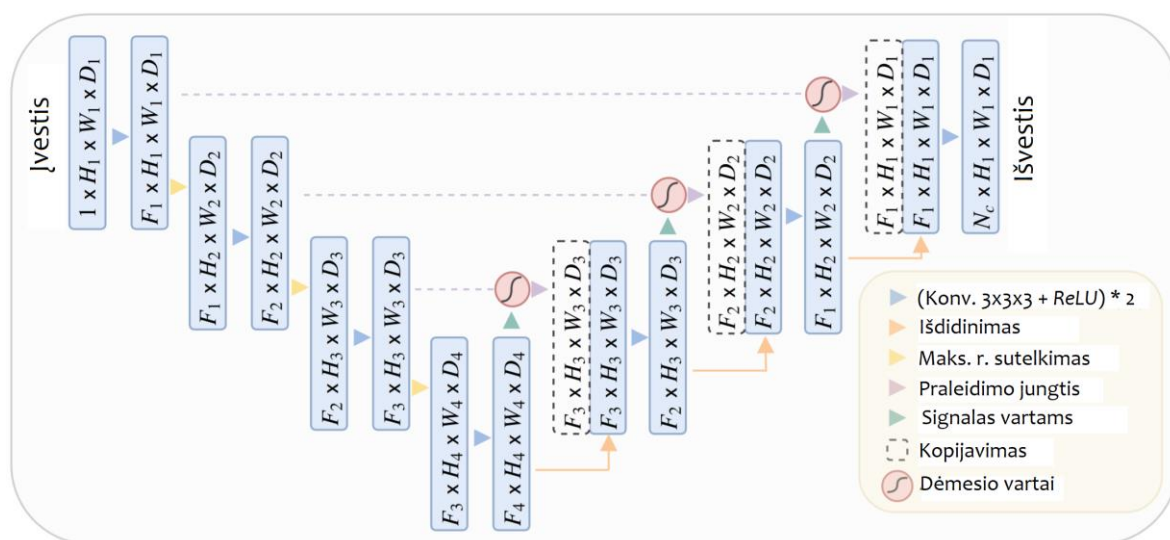 Įvestis
1 x H₁ x W₁ x D₁
F₁ x H₁ x W₁ x D₁
F₁ x H₂ x W₂ x D₂
F₂ x H₂ x W₂ x D₂
F₂ x H₃ x W₃ x D₃
F₃ x H₃ x W₃ x D₃
F₃ x H₄ x W₄ x D₄
F₄ x H₄ x W₄ x D₄
F₃ x H₃ x W₃ x D₃
F₃ x H₃ x W₃ x D₃
F₂ x H₃ x W₃ x D₃
F₂ x H₂ x W₂ x D₂
F₂ x H₂ x W₂ x D₂
F₁ x H₂ x W₂ x D₂
F₁ x H₁ x W₁ x D₁
F₁ x H₁ x W₁ x D₁
N꜀ x H₁ x W₁ x D₁
Išvestis
(Konv. 3x3x3 + ReLU) * 2
Išdidinimas
Maks. r. sutelkimas
Praleidimo jungtis
Signalas vartams
Kopijavimas
Dėmesio vartai